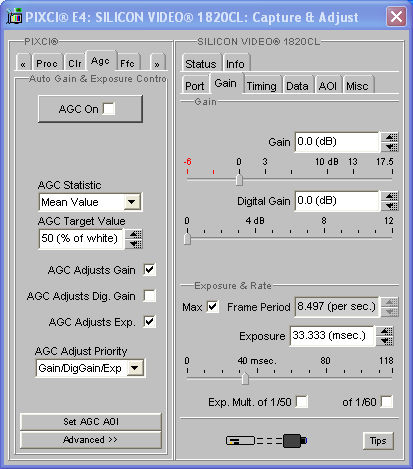 PIXCI® E4: SILICON VIDEO® 1820CL: Capture & Adjust
PIXCI®
« Proc Clr Agc Ffc »
Auto Gain & Exposure Contro
AGC On
AGC Statistic
Mean Value
AGC Target Value
50 (% of white)
AGC Adjusts Gain
AGC Adjusts Dig. Gain
AGC Adjusts Exp.
AGC Adjust Priority
Gain/DigGain/Exp
Set AGC AOI
Advanced >>
SILICON VIDEO® 1820CL
Status Info
Port Gain Timing Data AOI Misc
Gain
Gain 0.0 (dB)
-6 0 3 10 dB 13 17.5
Digital Gain 0.0 (dB)
0 4 dB 8 12
Exposure & Rate
Max Frame Period 8.497 (per sec.)
Exposure 33.333 (msec.)
0 40 msec. 80 118
Exp. Mult. of 1/50 of 1/60
Tips